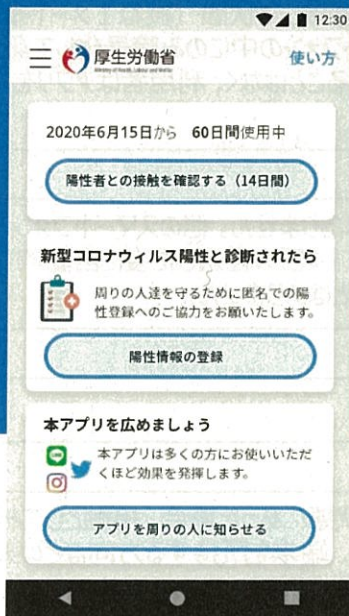 12:30
厚生労働省
Ministry of Health, Labour and Welfare
使い方
2020年6月15日から 60日間使用中
陽性者との接触を確認する（14日間）
新型コロナウィルス陽性と診断されたら
周りの人達を守るために匿名での陽
性登録へのご協力をお願いいたします。
陽性情報の登録
本アプリを広めましょう
LINE
本アプリは多くの方にお使いいただ
くほど効果を発揮します。
アプリを周りの人に知らせる